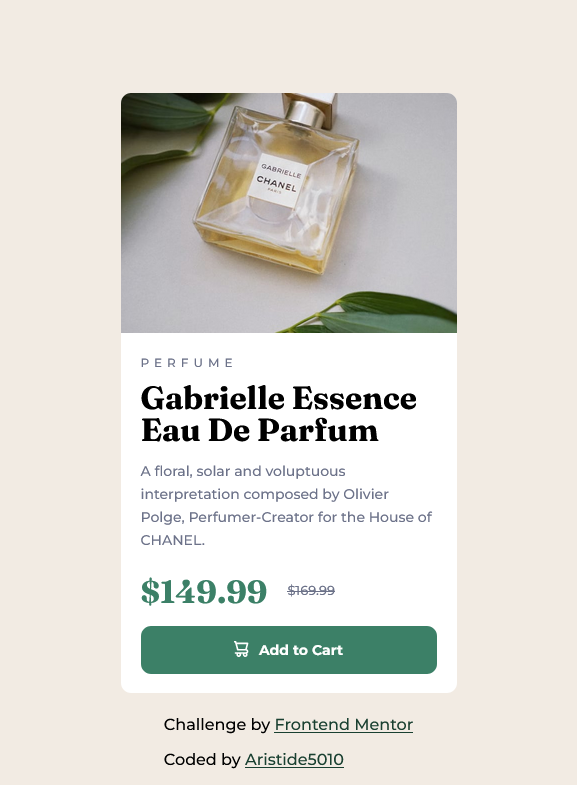 GABRIELLE
CHANEL
PARIS
PERFUME
Gabrielle Essence
Eau De Parfum
A floral, solar and voluptuous
interpretation composed by Olivier
Polge, Perfumer-Creator for the House of
CHANEL.
$149.99 $169.99
Add to Cart
Challenge by Frontend Mentor
Coded by Aristide5010